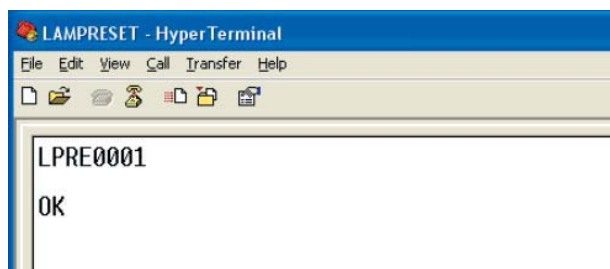 LAMPRESET - HyperTerminal
File Edit View Call Transfer Help
LPRE0001
OK